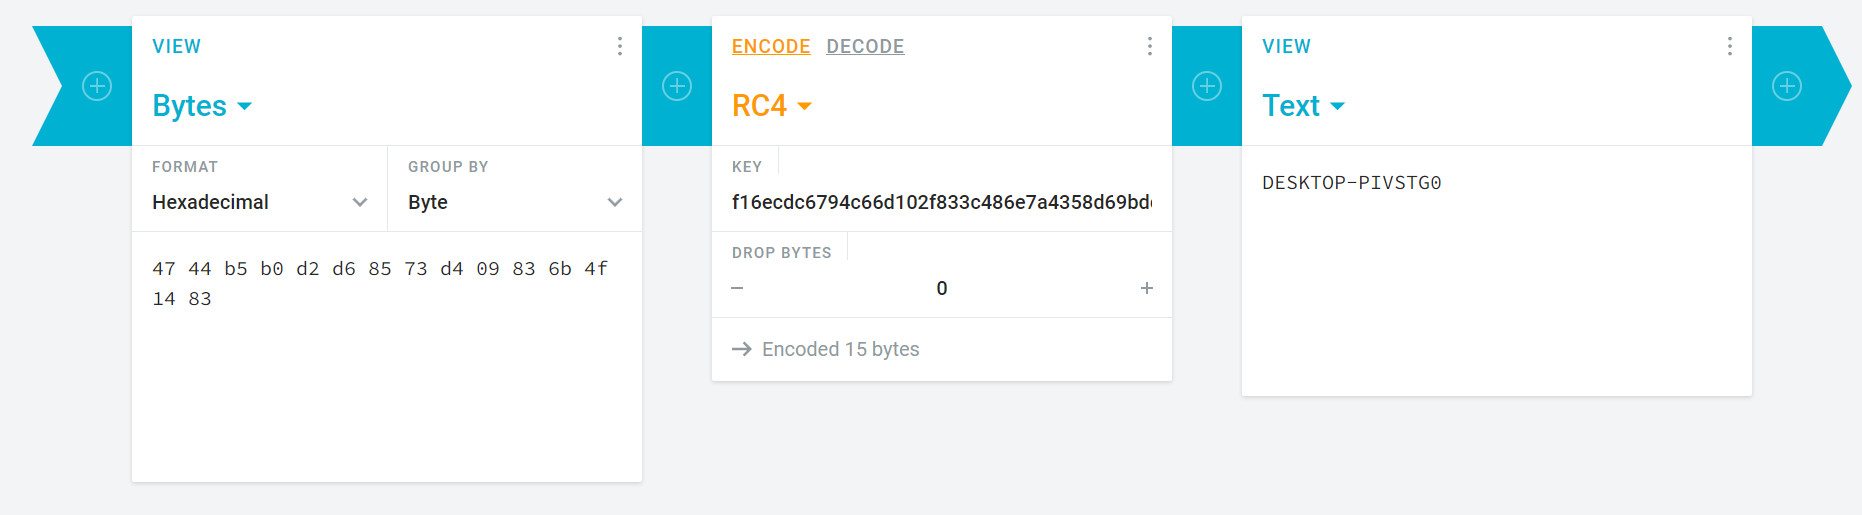 VIEW
Bytes
FORMAT
Hexadecimal
GROUP BY
Byte
47 44 b5 b0 d2 d6 85 73 d4 09 83 6b 4f
14 83
ENCODE DECODE
RC4
KEY
f16ecdc6794c66d102f833c486e7a4358d69bd
DROP BYTES
− 0 +
→ Encoded 15 bytes
VIEW
Text
DESKTOP-PIVSTG0